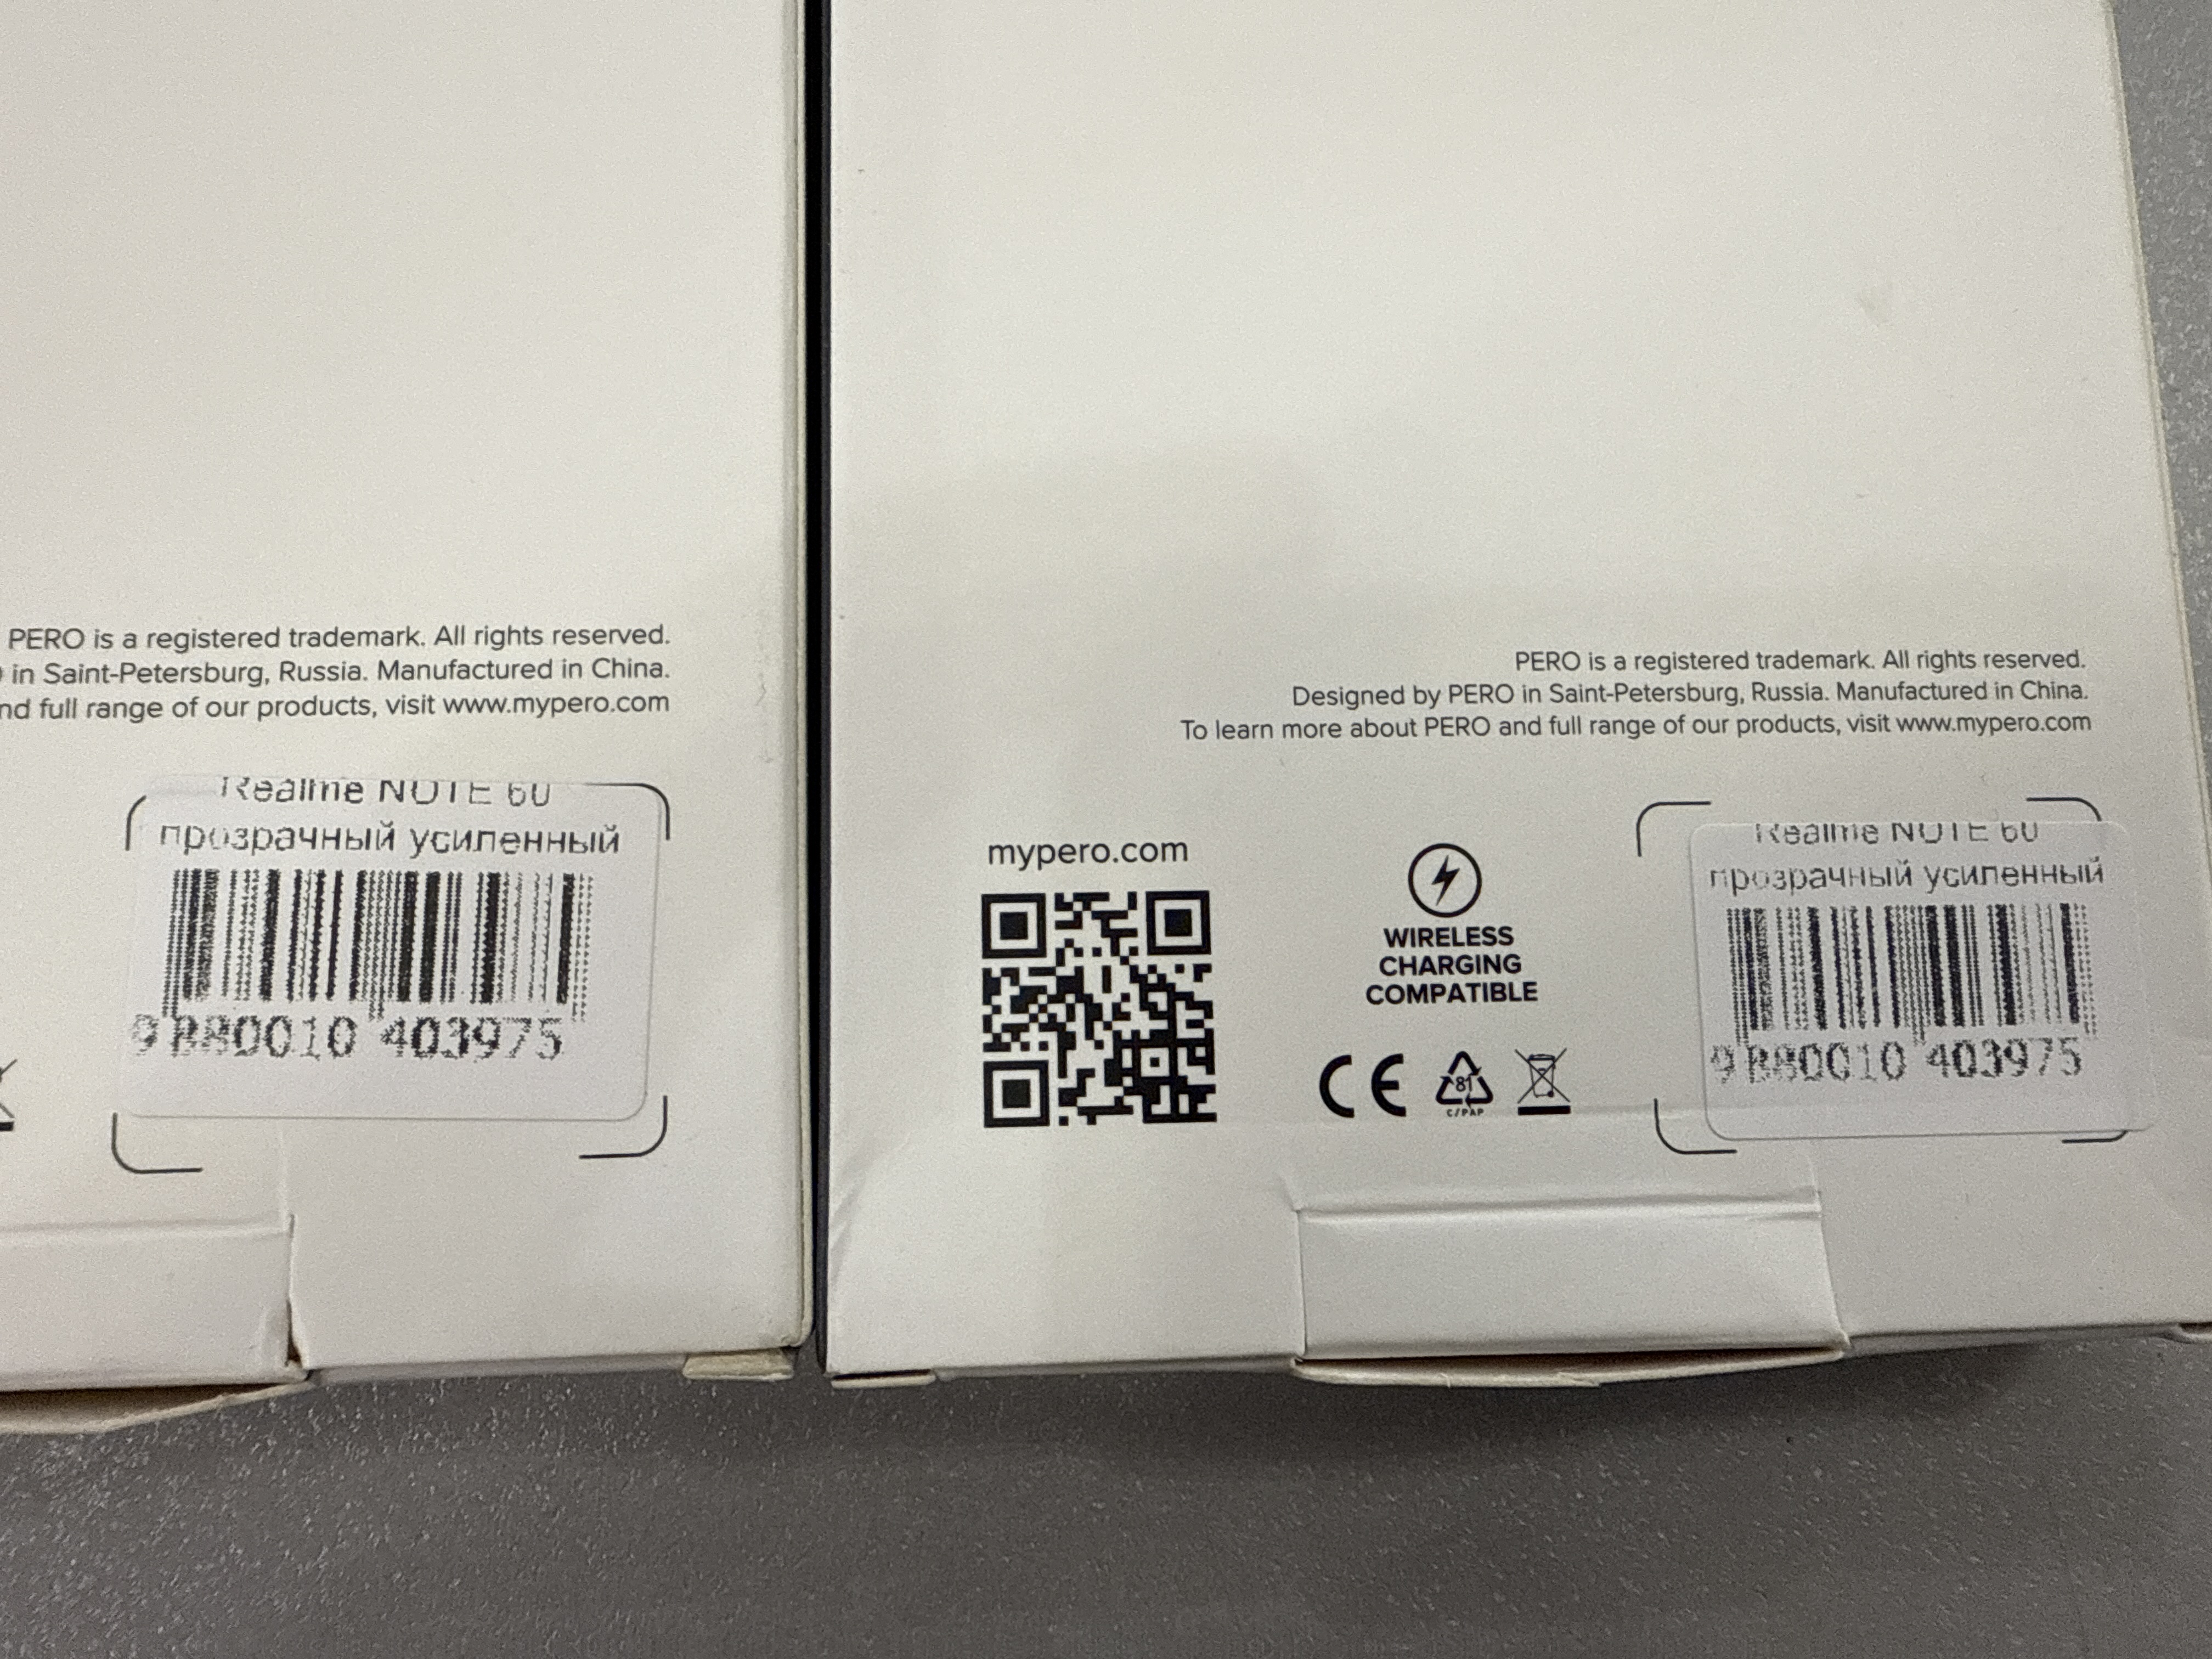 PERO is a registered trademark. All rights reserved.
in Saint-Petersburg, Russia. Manufactured in China.
full range of our products, visit www.mypero.com
Realme NOTE 60
прозрачный усиленный
9 880010 403975
PERO is a registered trademark. All rights reserved.
Designed by PERO in Saint-Petersburg, Russia. Manufactured in China.
To learn more about PERO and full range of our products, visit www.mypero.com
mypero.com
WIRELESS
CHARGING
COMPATIBLE
CE
81
C/PAP
Realme NOTE 60
прозрачный усиленный
9 880010 403975